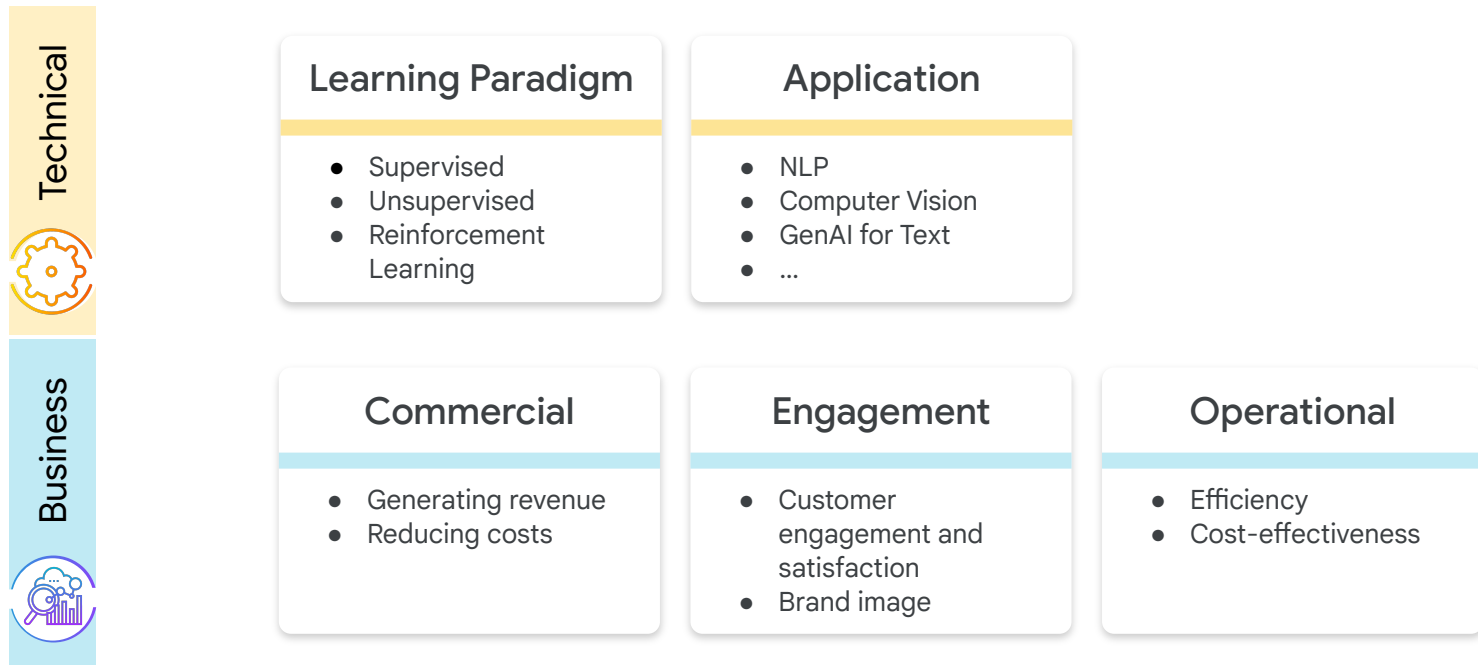 Technical
Learning Paradigm
● Supervised
● Unsupervised
● Reinforcement
Learning
Application
● NLP
● Computer Vision
● GenAI for Text
● ...
Business
Commercial
● Generating revenue
● Reducing costs
Engagement
● Customer
engagement and
satisfaction
● Brand image
Operational
● Efficiency
● Cost-effectiveness